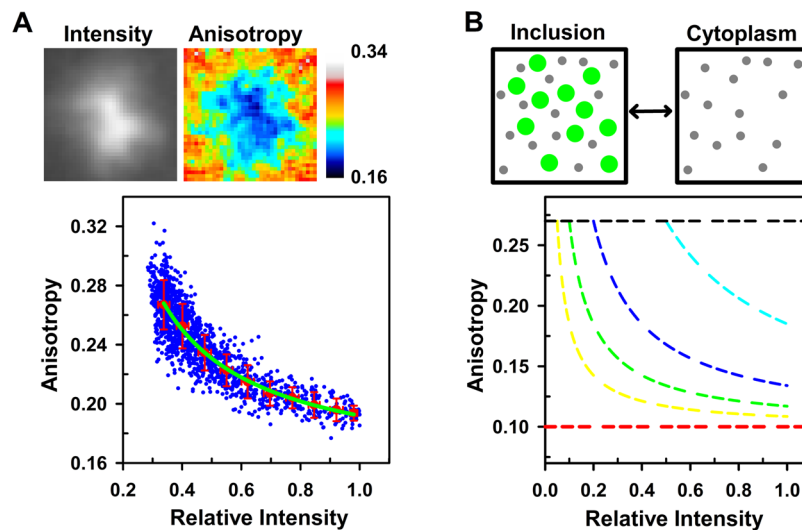 A
Intensity Anisotropy
0.34
0.16
0.32
0.28
0.24
0.20
0.16
Anisotropy
0.2 0.4 0.6 0.8 1.0
Relative Intensity
B
Inclusion Cytoplasm
0.25
0.20
0.15
0.10
Anisotropy
0.0 0.2 0.4 0.6 0.8 1.0
Relative Intensity